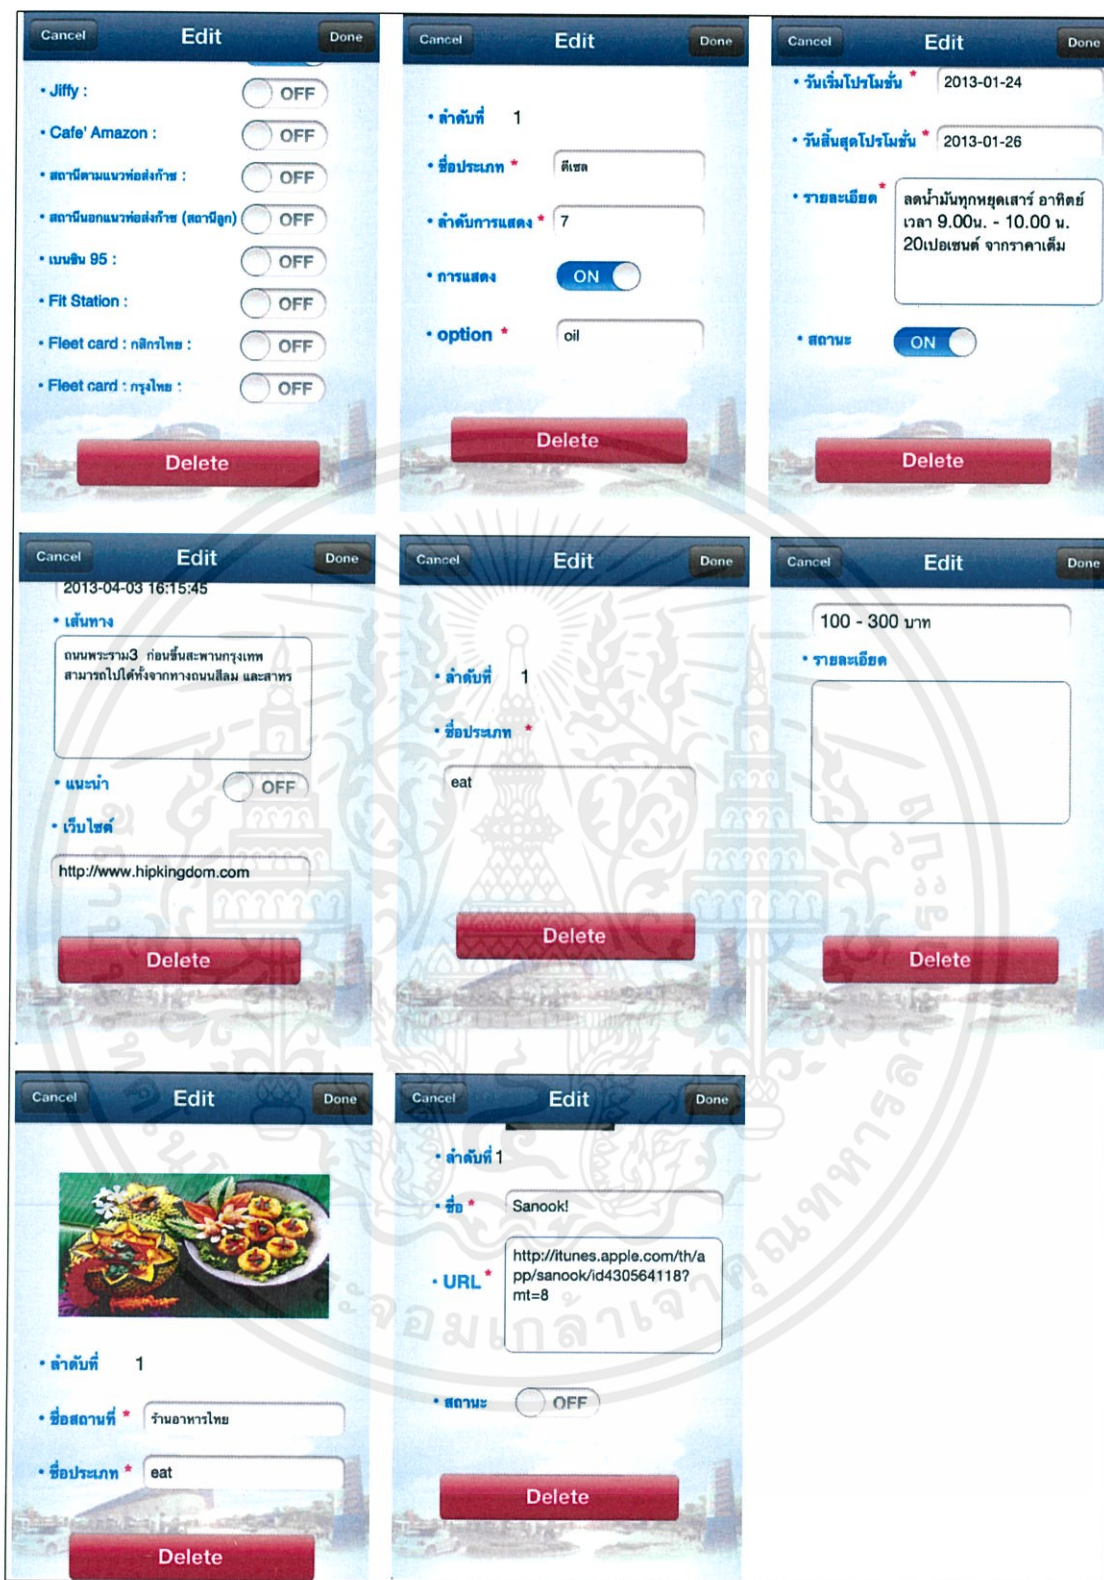 Cancel Edit Done
• Jiffy : OFF
• Cafe' Amazon : OFF
• สถานีตามแนวท่อส่งก๊าซ : OFF
• สถานีนอกแนวท่อส่งก๊าซ (สถานีลูก) OFF
• เบนซิน 95 : OFF
• Fit Station : OFF
• Fleet card : กสิกรไทย : OFF
• Fleet card : กรุงไทย : OFF
Delete
Cancel Edit Done
• ลำดับที่ 1
• ชื่อประเภท * ดีเซล
• ลำดับการแสดง * 7
• การแสดง ON
• option * oil
Delete
Cancel Edit Done
• วันเริ่มโปรโมชั่น * 2013-01-24
• วันสิ้นสุดโปรโมชั่น * 2013-01-26
• รายละเอียด * ลดน้ำมันทุกหยุดเสาร์ อาทิตย์
เวลา 9.00น. - 10.00 น.
20เปอเซนต์ จากราคาเต็ม
• สถานะ ON
Delete
Cancel Edit Done
2013-04-03 16:15:45
• เส้นทาง
ถนนพระราม3 ก่อนขึ้นสะพานกรุงเทพ
สามารถไปได้ทั้งจากทางถนนสีลม และสาทร
• แนะนำ OFF
• เว็บไซต์
http://www.hipkingdom.com
Delete
Cancel Edit Done
• ลำดับที่ 1
• ชื่อประเภท *
eat
Delete
Cancel Edit Done
100 - 300 บาท
• รายละเอียด
Delete
Cancel Edit Done
• ลำดับที่ 1
• ชื่อสถานที่ * ร้านอาหารไทย
• ชื่อประเภท * eat
Delete
Cancel Edit Done
• ลำดับที่ 1
• ชื่อ * Sanook!
• URL * http://itunes.apple.com/th/a
pp/sanook/id430564118?
mt=8
• สถานะ OFF
Delete